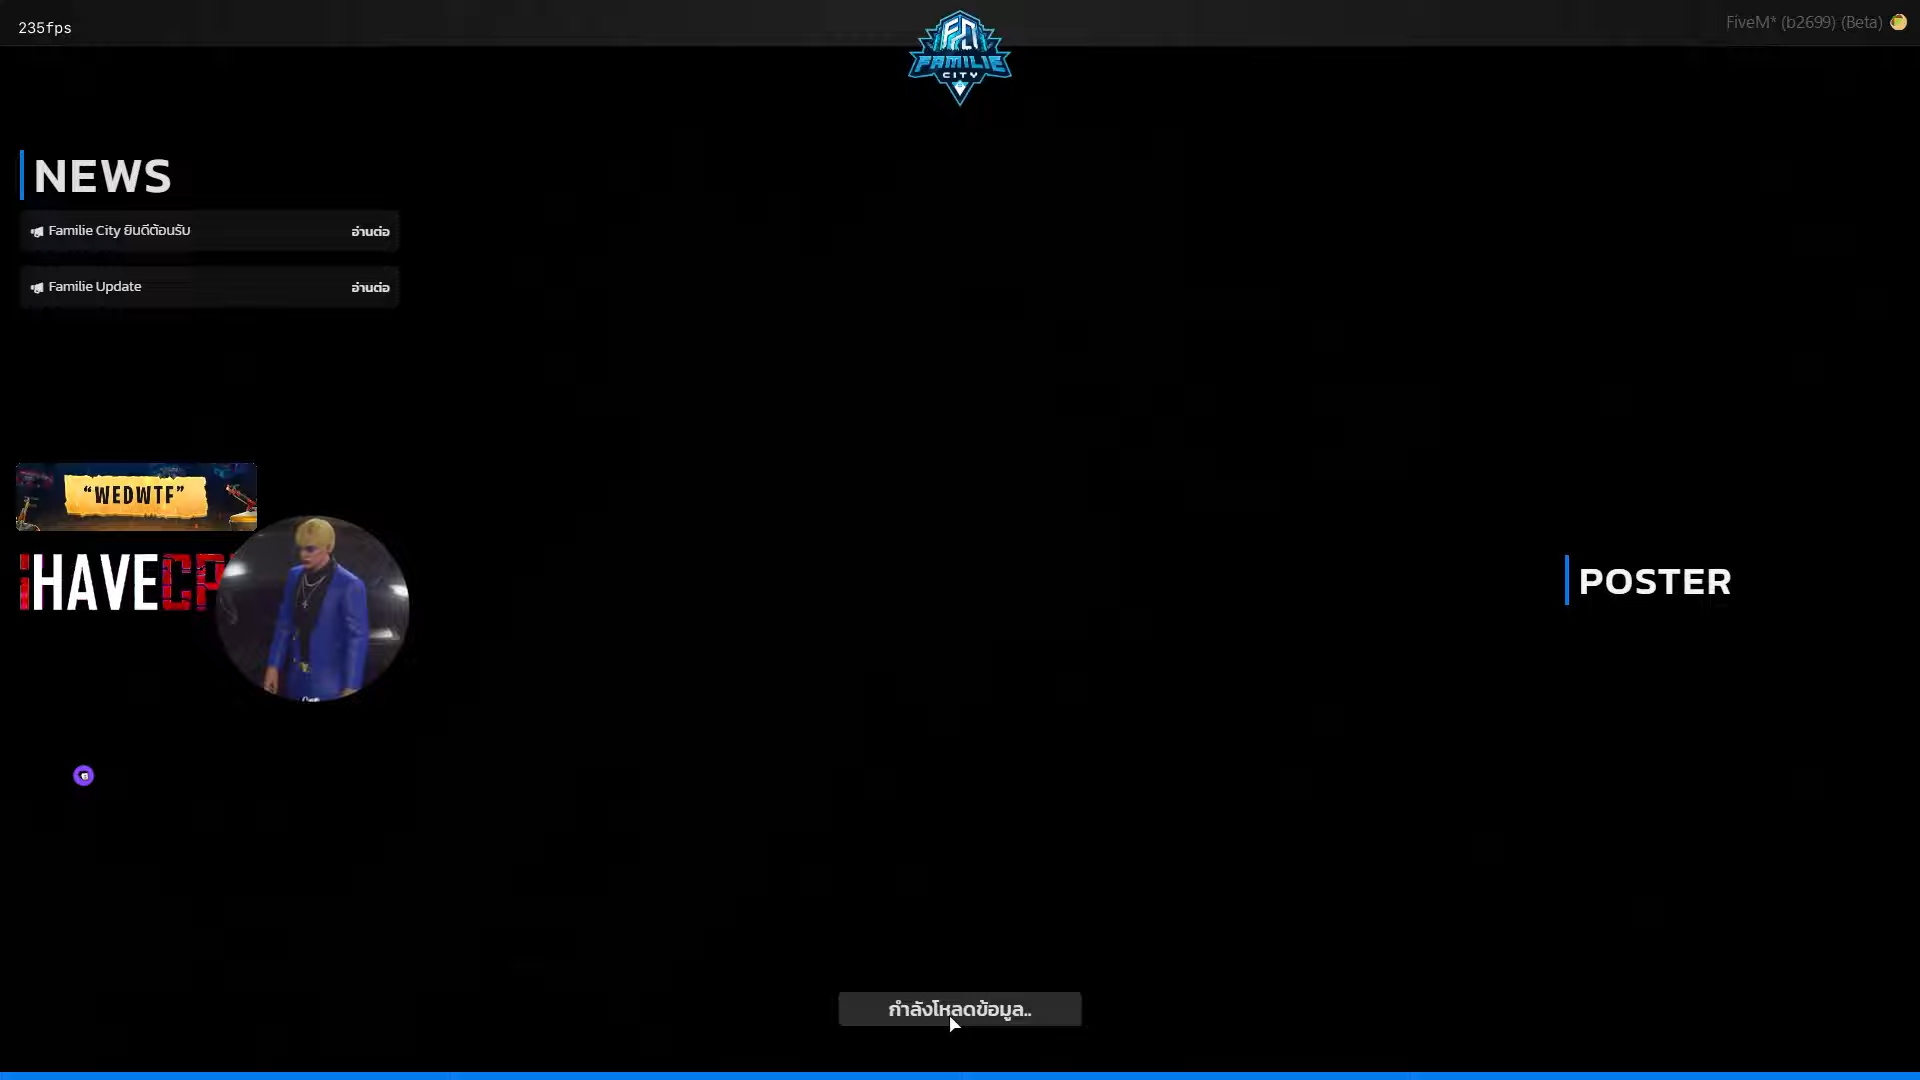 235fps
FiveM* (b2699) (Beta)
FAMILIE
CITY
NEWS
Familie City ยินดีต้อนรับ
อ่านต่อ
Familie Update
อ่านต่อ
“WEDWTF”
iHAVECP
POSTER
กำลังโหลดข้อมูล..